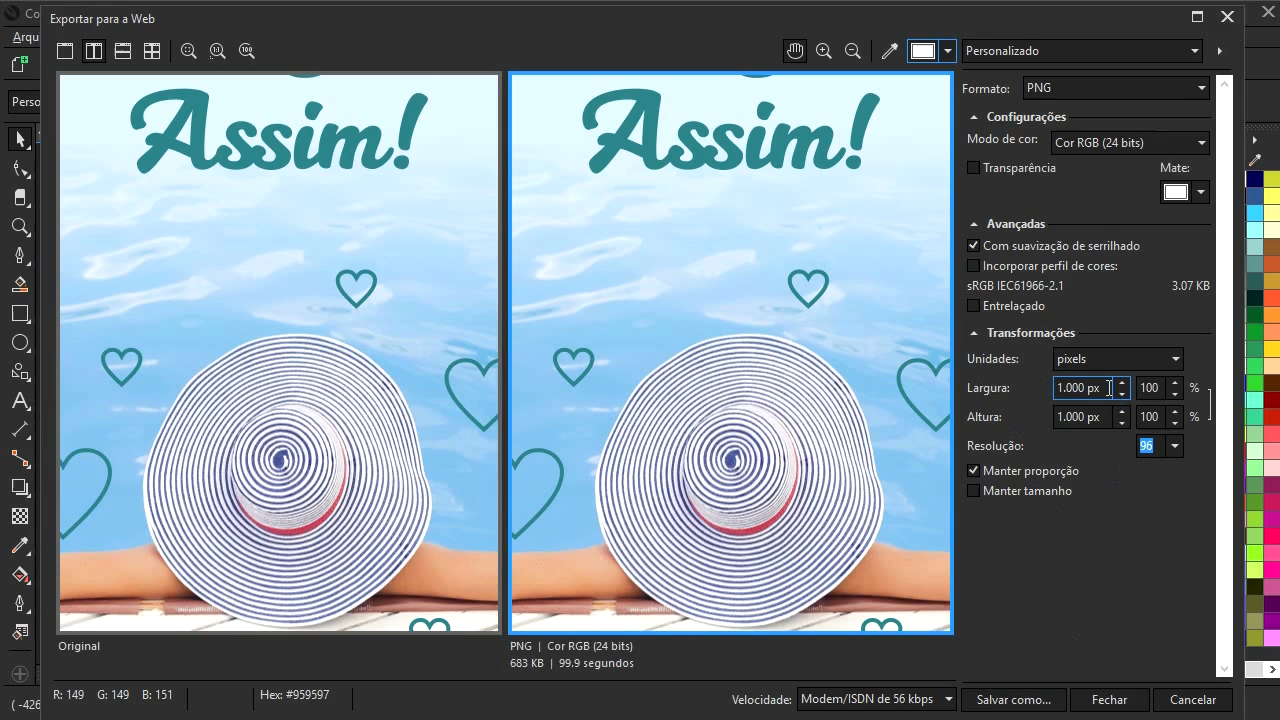 Co
Exportar para a Web
Arqu
Personalizado
Perso
Formato: PNG
Configurações
Modo de cor: Cor RGB (24 bits)
Transparência Mate:
Avançadas
Com suavização de serrilhado
Incorporar perfil de cores:
sRGB IEC61966-2.1 3.07 KB
Entrelaçado
Transformações
Unidades: pixels
Largura: 1.000 px 100 %
Altura: 1.000 px 100 %
Resolução: 96
Manter proporção
Manter tamanho
Assim!
Assim!
Original
PNG | Cor RGB (24 bits)
683 KB | 99.9 segundos
R: 149 G: 149 B: 151 Hex: #959597
Velocidade: Modem/ISDN de 56 kbps
Salvar como... Fechar Cancelar
( -426